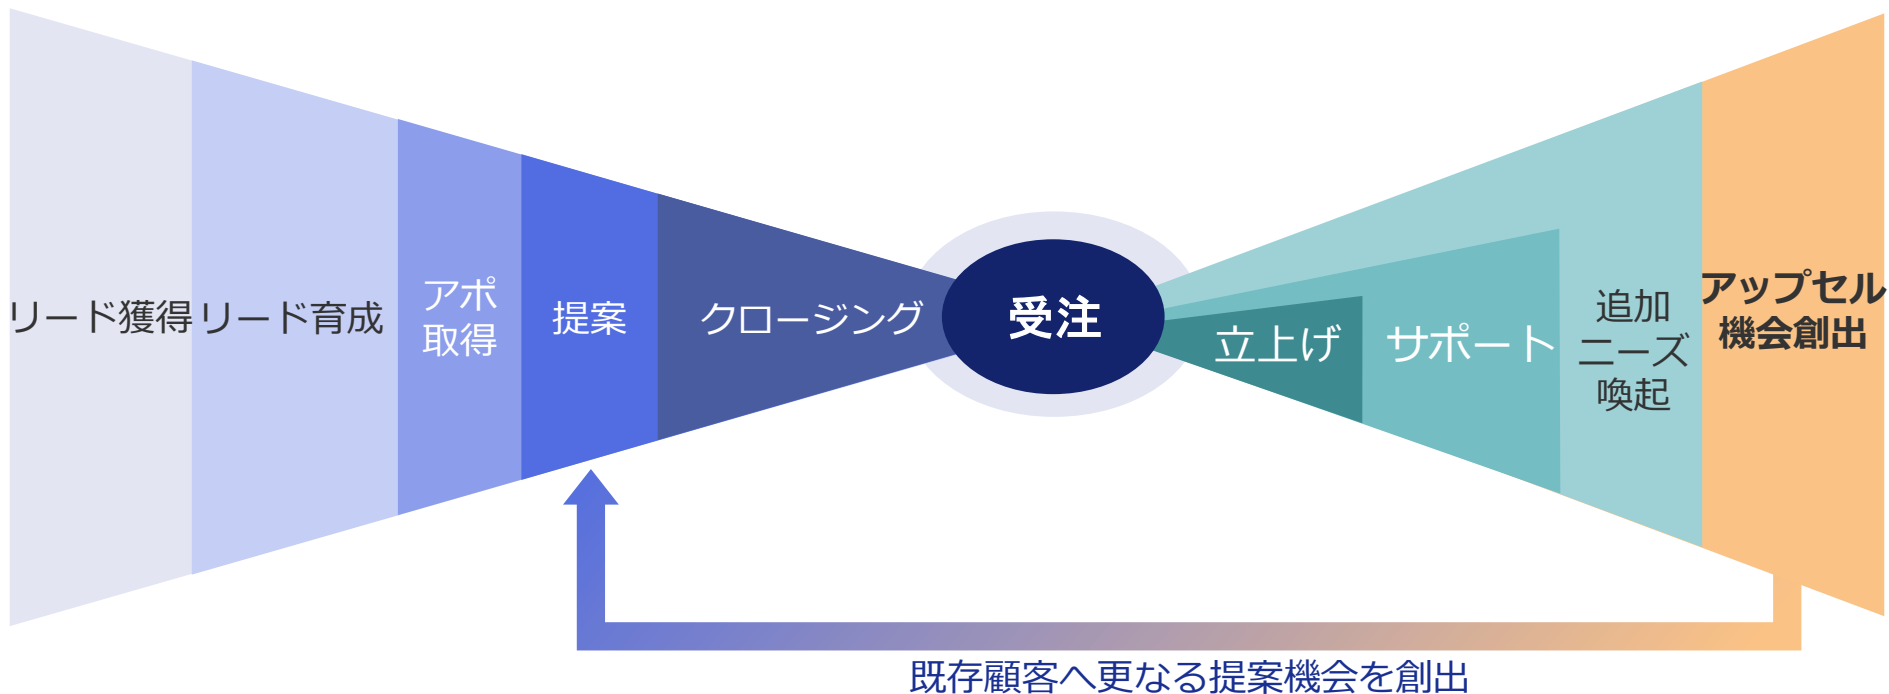 リード獲得
リード育成
アポ
取得
提案
クロージング
受注
立上げ
サポート
追加
ニーズ
喚起
アップセル
機会創出
既存顧客へ更なる提案機会を創出